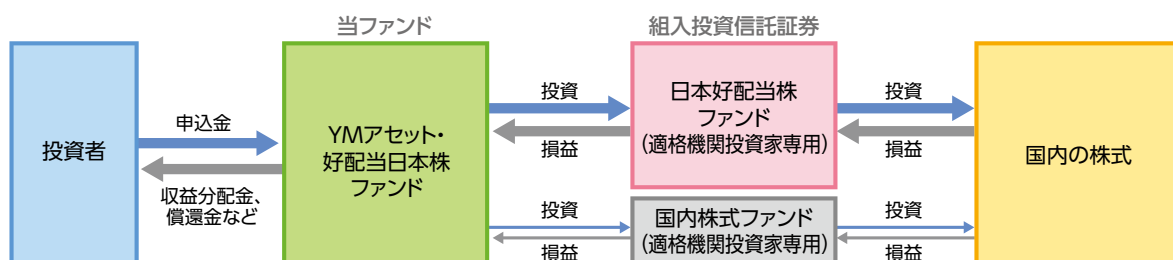 当ファンド
組入投資信託証券
投資者
申込金
収益分配金、
償還金など
YMアセット・
好配当日本株
ファンド
投資
損益
日本好配当株
ファンド
(適格機関投資家専用)
投資
損益
投資
損益
国内株式ファンド
(適格機関投資家専用)
投資
損益
国内の株式